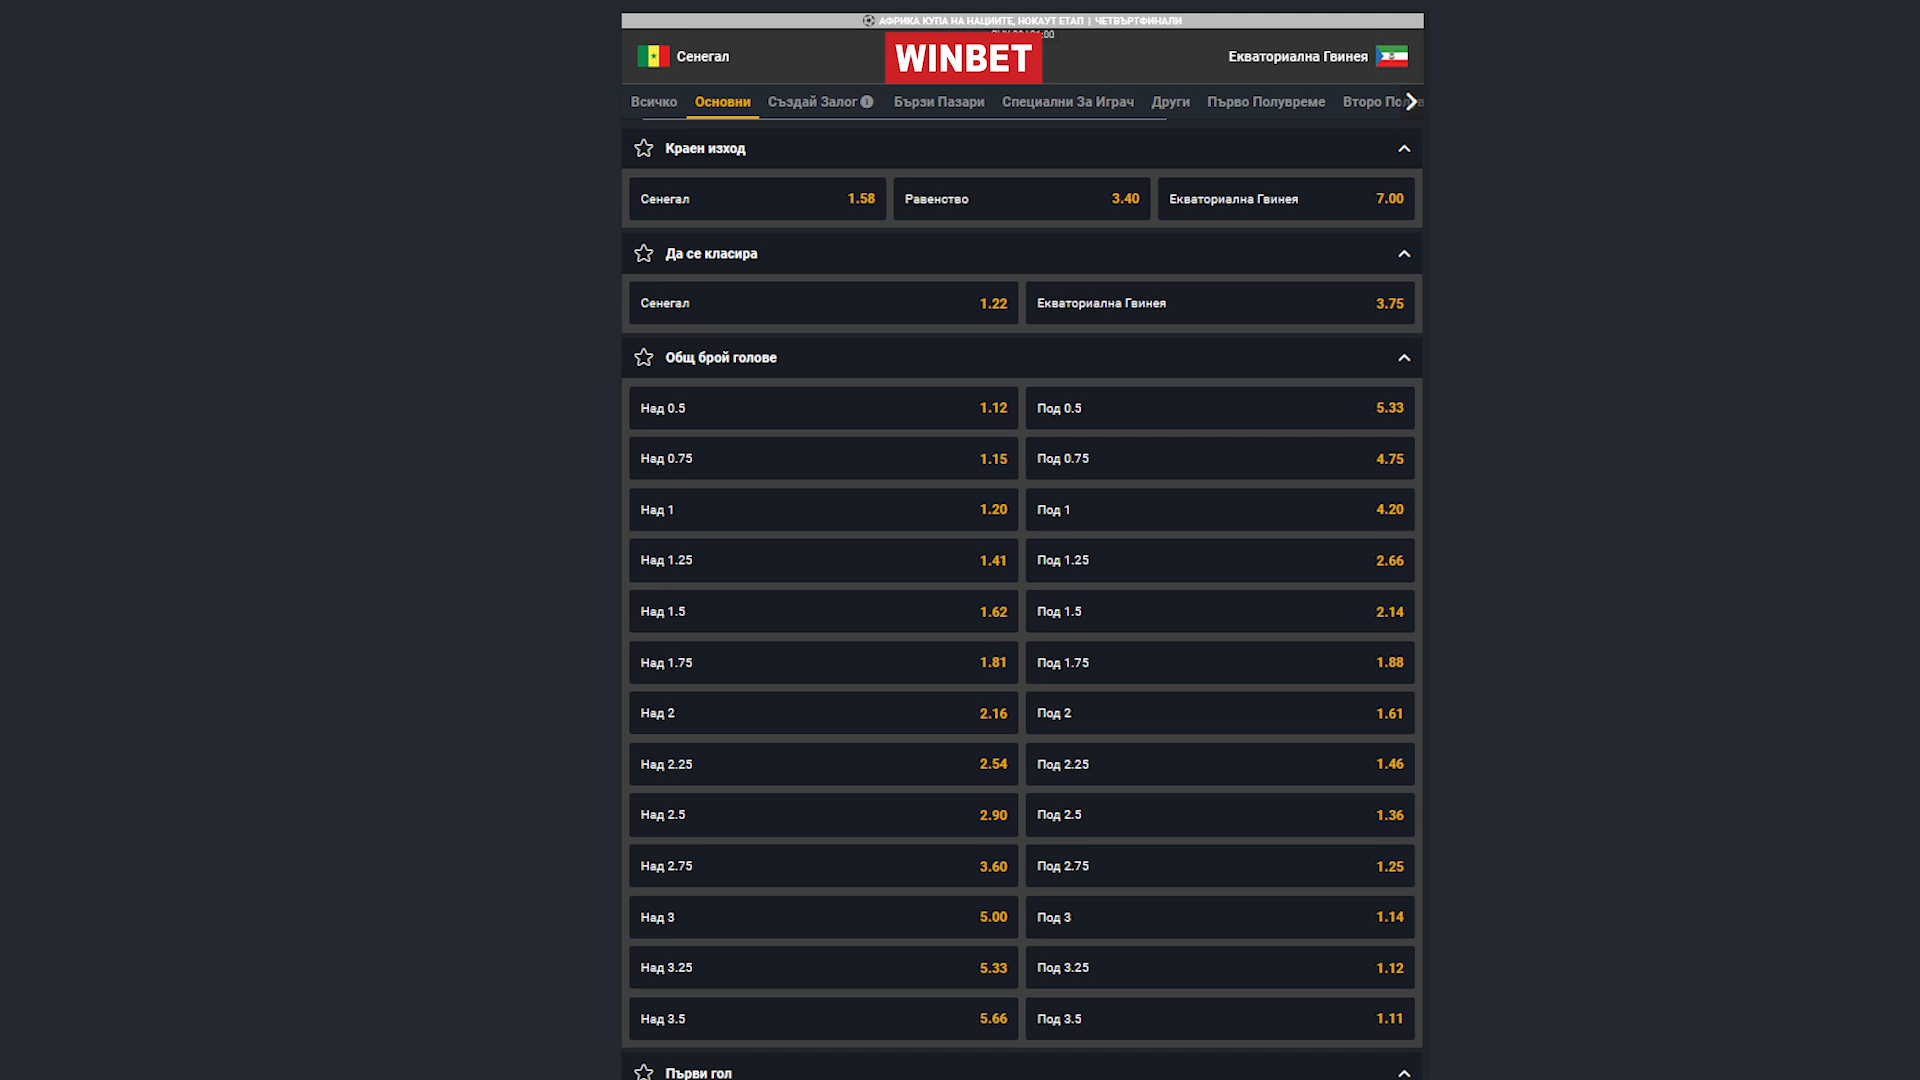 АФРИКА КУПА НА НАЦИИТЕ, НОКАУТ ЕТАП | ЧЕТВЪРТФИНАЛИ
Сенегал WINBET Екваториална Гвинея
Всичко Основни Създай Залог Бързи Пазари Специални За Играч Други Първо Полувреме Второ
Краен изход
Сенегал 1.58 Равенство 3.40 Екваториална Гвинея 7.00
Да се класира
Сенегал 1.22 Екваториална Гвинея 3.75
Общ брой голове
Над 0.5 1.12 Под 0.5 5.33
Над 0.75 1.15 Под 0.75 4.75
Над 1 1.20 Под 1 4.20
Над 1.25 1.41 Под 1.25 2.66
Над 1.5 1.62 Под 1.5 2.14
Над 1.75 1.81 Под 1.75 1.88
Над 2 2.16 Под 2 1.61
Над 2.25 2.54 Под 2.25 1.46
Над 2.5 2.90 Под 2.5 1.36
Над 2.75 3.60 Под 2.75 1.25
Над 3 5.00 Под 3 1.14
Над 3.25 5.33 Под 3.25 1.12
Над 3.5 5.66 Под 3.5 1.11
Първи гол